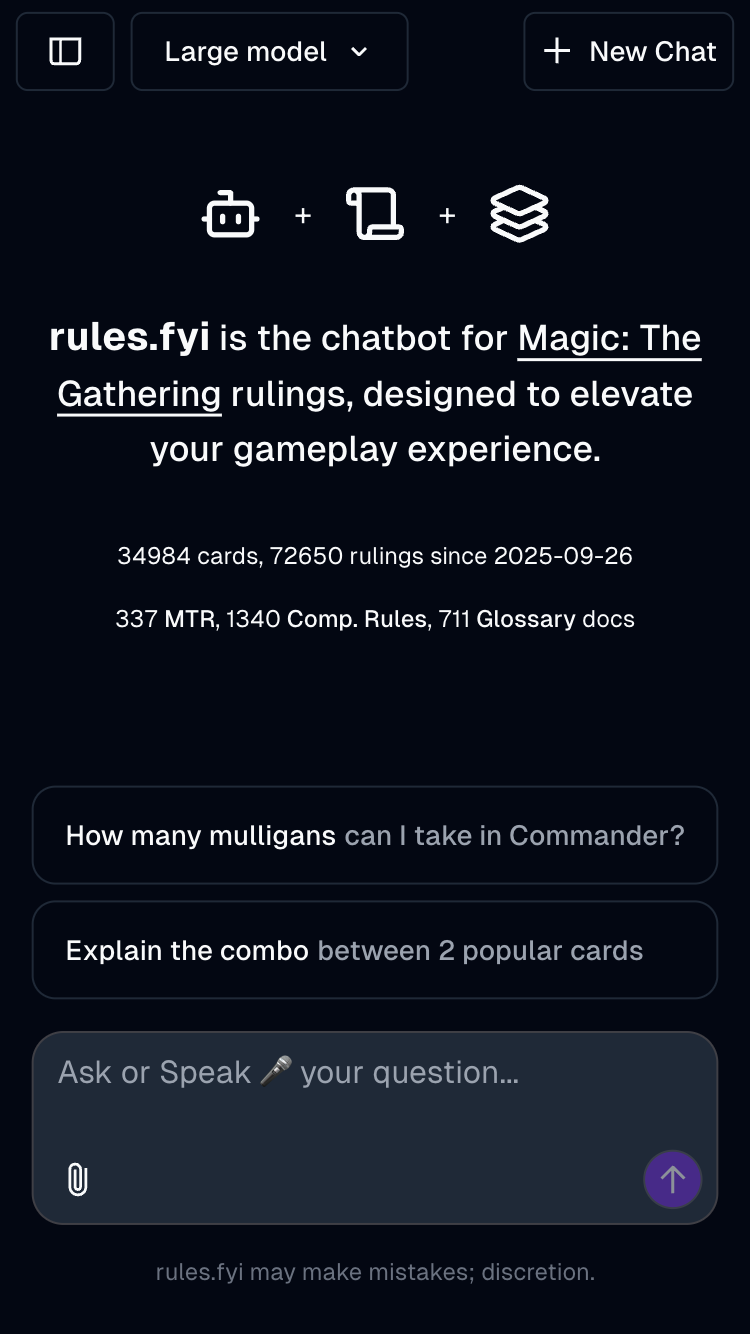 Large model
New Chat
+ +
rules.fyi is the chatbot for Magic: The
Gathering rulings, designed to elevate
your gameplay experience.
34984 cards, 72650 rulings since 2025-09-26
337 MTR, 1340 Comp. Rules, 711 Glossary docs
How many mulligans can I take in Commander?
Explain the combo between 2 popular cards
Ask or Speak 🎤 your question...
rules.fyi may make mistakes; discretion.